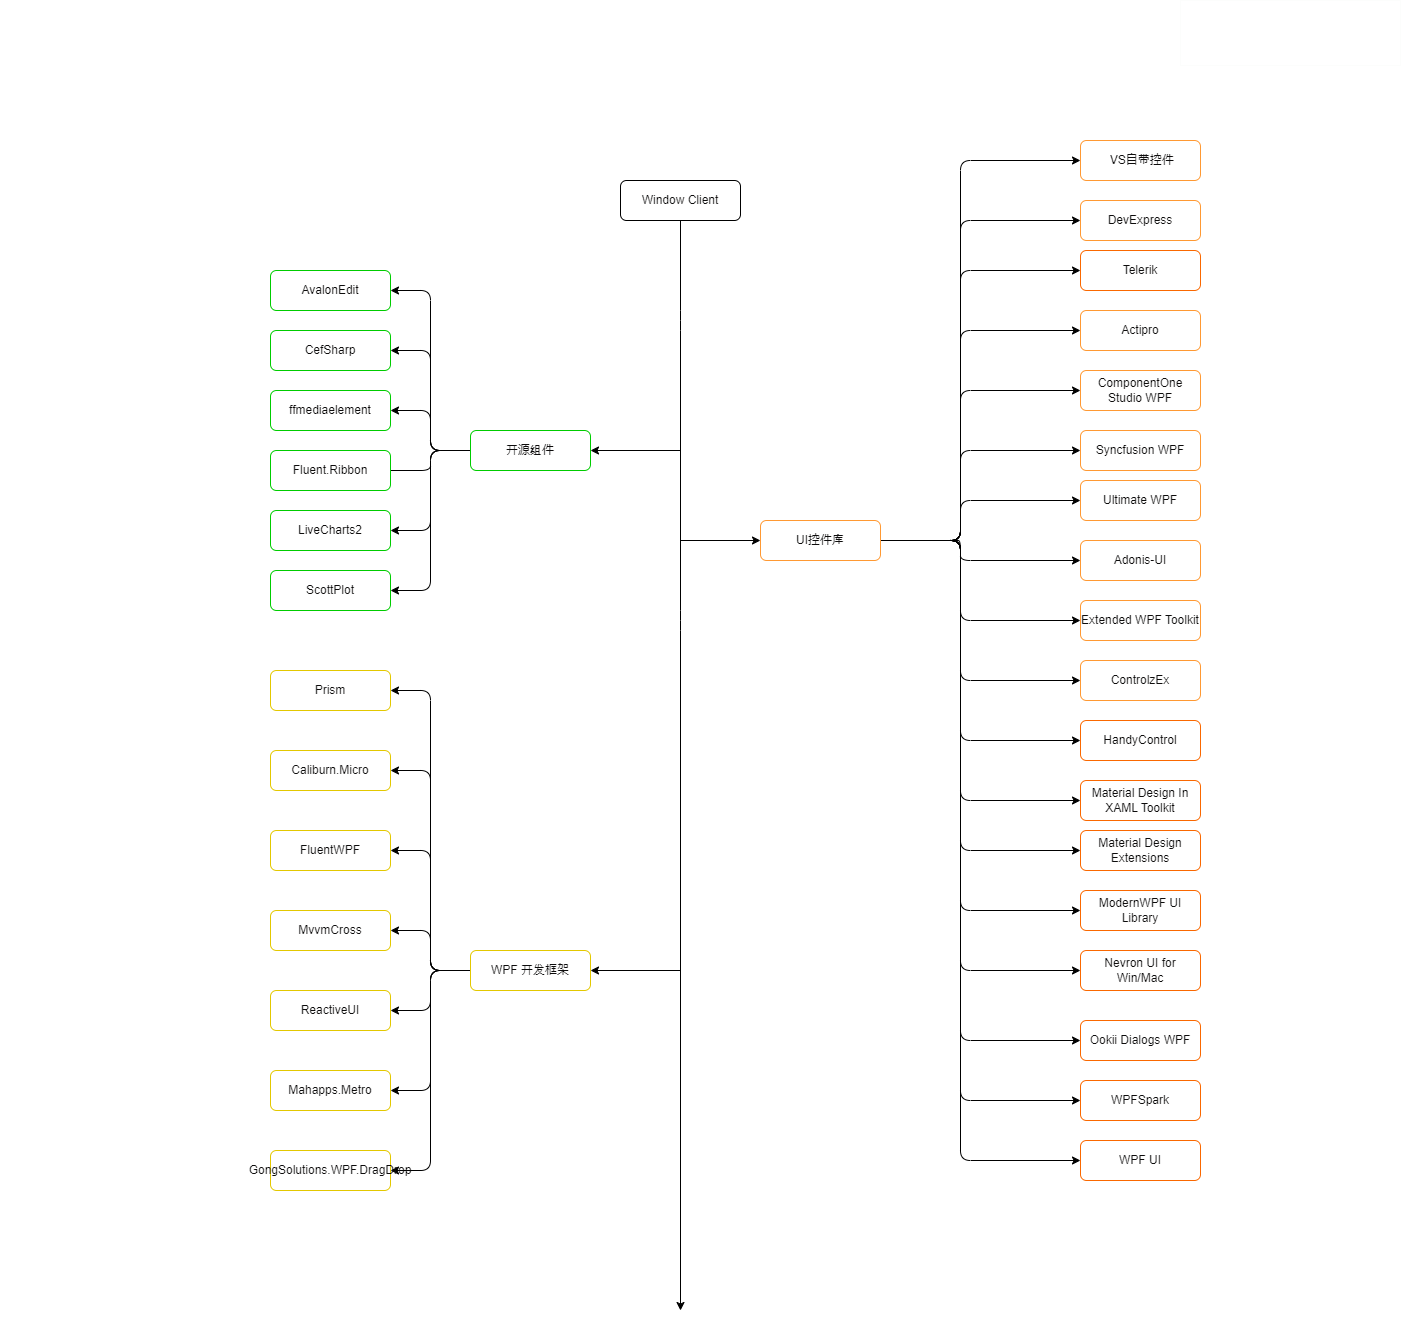 Window Client
开源组件
AvalonEdit
CefSharp
ffmediaelement
Fluent.Ribbon
LiveCharts2
ScottPlot
WPF 开发框架
Prism
Caliburn.Micro
FluentWPF
MvvmCross
ReactiveUI
Mahapps.Metro
GongSolutions.WPF.DragDrop
UI控件库
VS自带控件
DevExpress
Telerik
Actipro
ComponentOne
Studio WPF
Syncfusion WPF
Ultimate WPF
Adonis-UI
Extended WPF Toolkit
ControlzEx
HandyControl
Material Design In
XAML Toolkit
Material Design
Extensions
ModernWPF UI
Library
Nevron UI for
Win/Mac
Ookii Dialogs WPF
WPFSpark
WPF UI